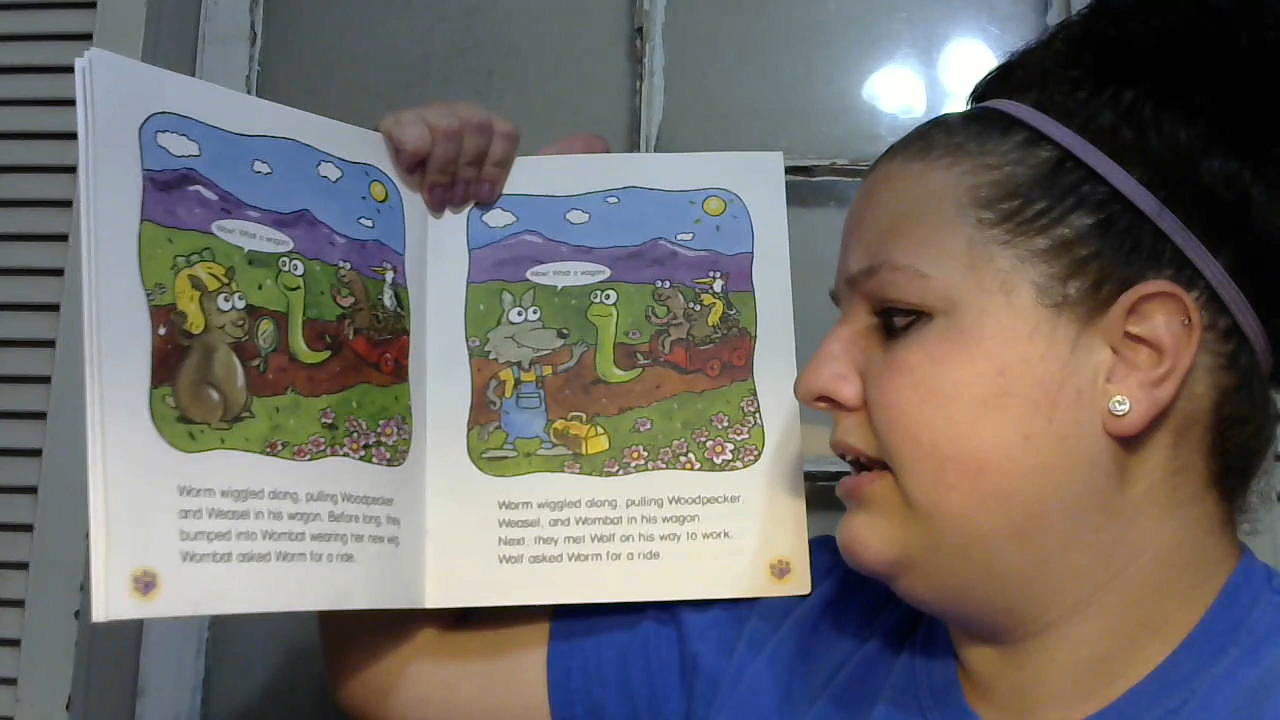 Wow! What a wagon!
Worm wiggled along, pulling Woodpecker
and Weasel in his wagon. Before long, they
bumped into Wombat wearing her new wig.
Wombat asked Worm for a ride.
Wow! What a wagon!
Worm wiggled along, pulling Woodpecker,
Weasel, and Wombat in his wagon.
Next, they met Wolf on his way to work.
Wolf asked Worm for a ride.